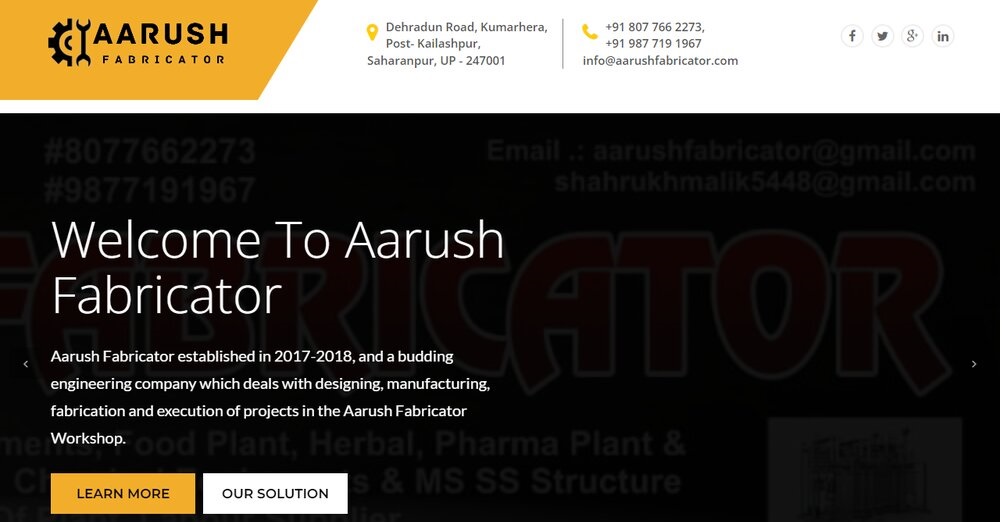 AARUSH
FABRICATOR
Dehradun Road, Kumarhera,
Post- Kailashpur,
Saharanpur, UP - 247001
+91 807 766 2273,
+91 987 719 1967
info@aarushfabricator.com
#8077662273
#9877191967
Email .: aarushfabricator@gmail.com
shahrukhmalik5448@gmail.com
FABRICATOR
Welcome To Aarush
Fabricator
Aarush Fabricator established in 2017-2018, and a budding
engineering company which deals with designing, manufacturing,
fabrication and execution of projects in the Aarush Fabricator
Workshop.
Food Plant, Herbal, Pharma Plant &
& MS SS Structure
LEARN MORE
OUR SOLUTION